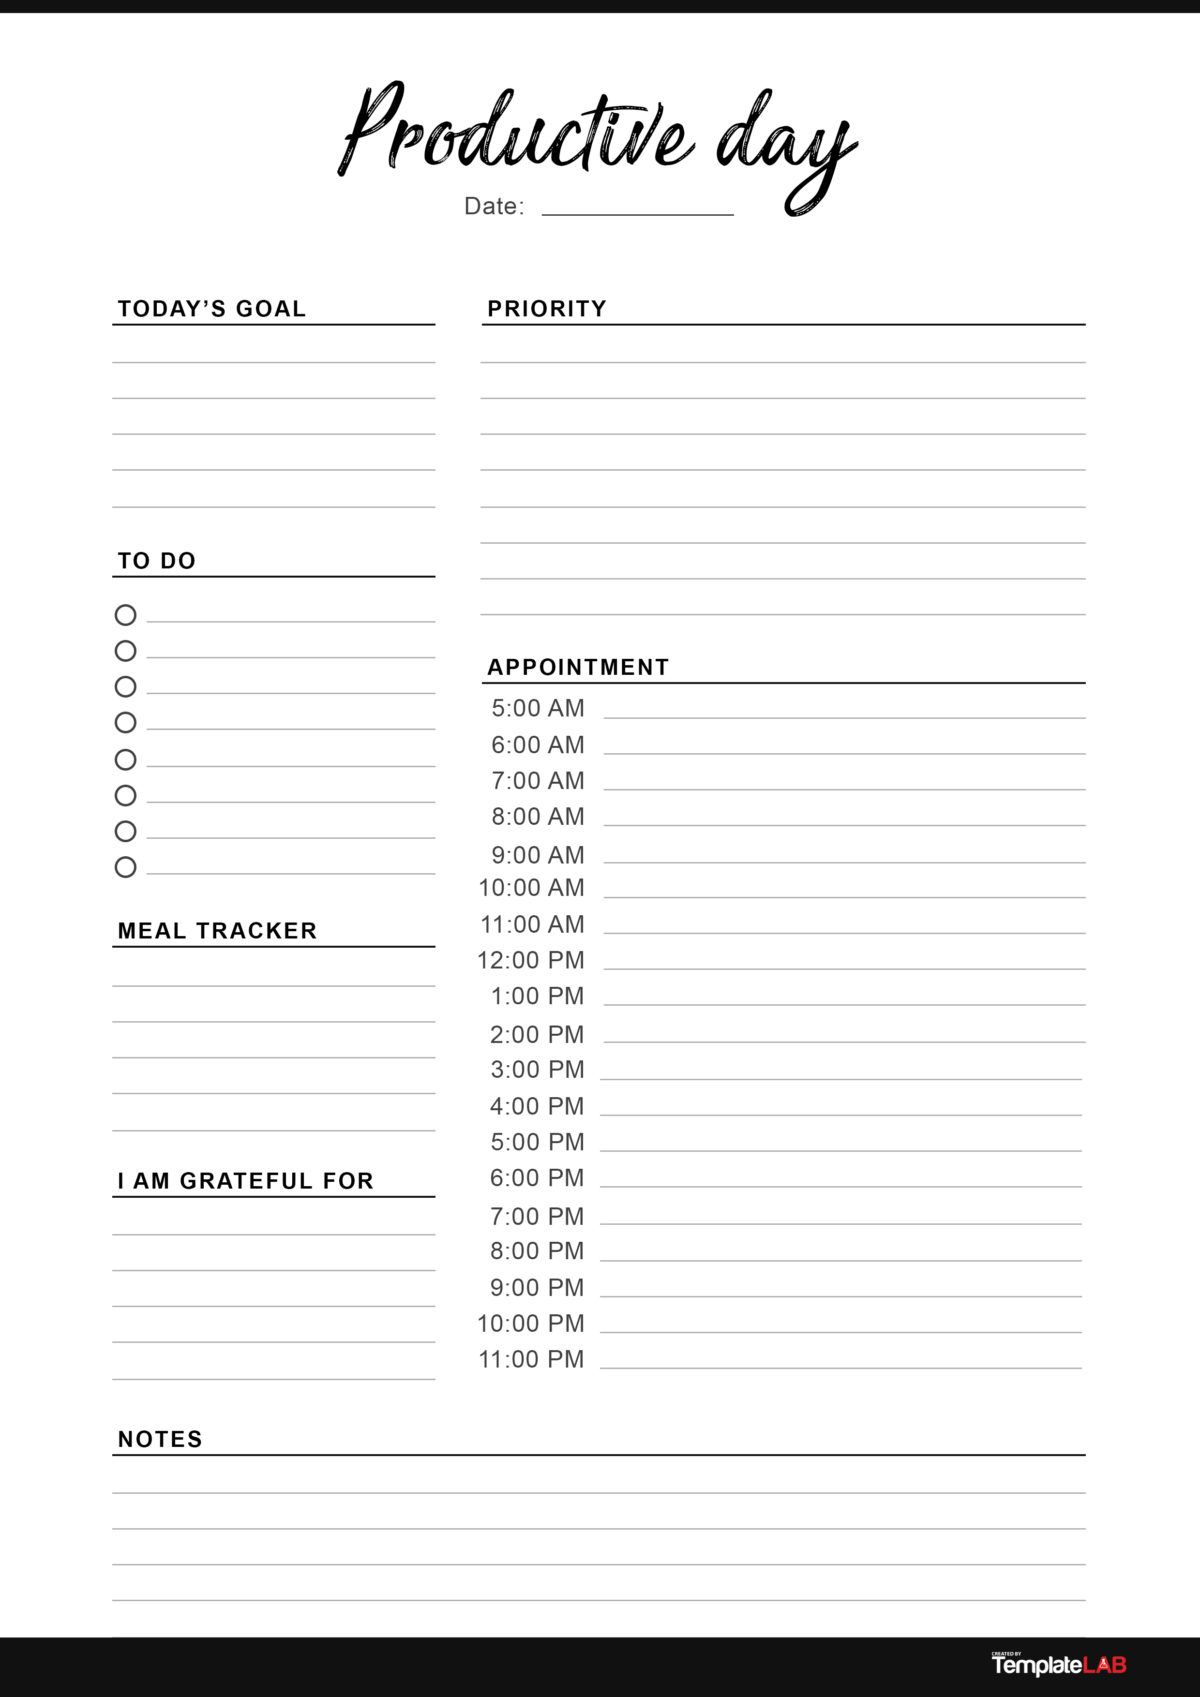 Productive day
Date:
TODAY’S GOAL
TO DO
MEAL TRACKER
I AM GRATEFUL FOR
PRIORITY
APPOINTMENT
5:00 AM
6:00 AM
7:00 AM
8:00 AM
9:00 AM
10:00 AM
11:00 AM
12:00 PM
1:00 PM
2:00 PM
3:00 PM
4:00 PM
5:00 PM
6:00 PM
7:00 PM
8:00 PM
9:00 PM
10:00 PM
11:00 PM
NOTES
CREATED BY
TemplateLAB